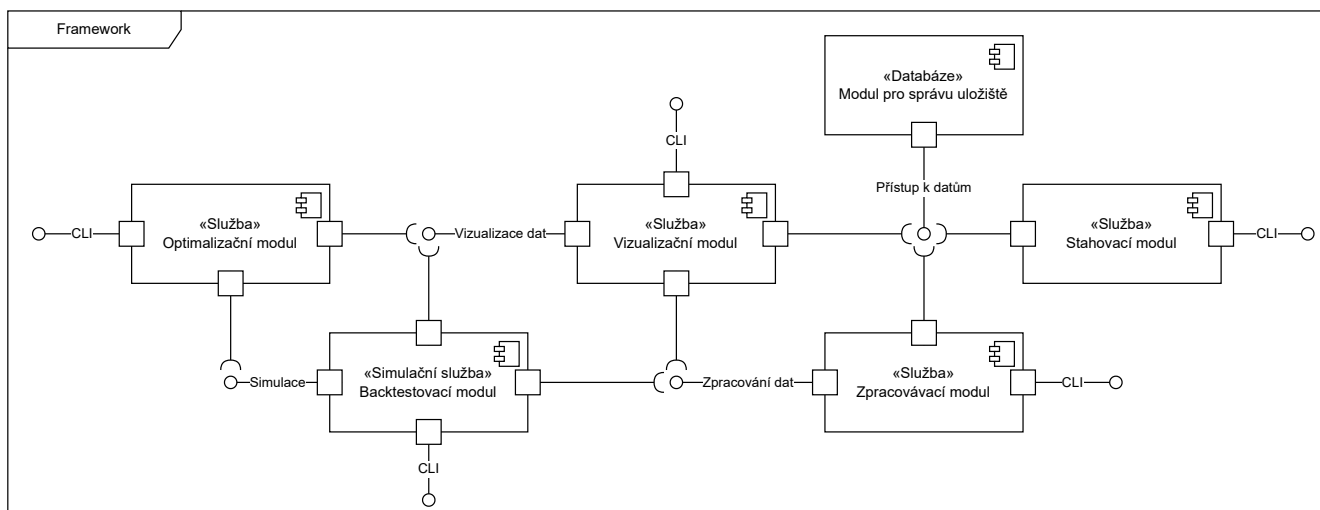 Framework
«Databáze»
Modul pro správu uložiště
CLI
Přístup k datům
CLI
«Služba»
Optimalizační modul
Vizualizace dat
«Služba»
Vizualizační modul
«Služba»
Stahovací modul
CLI
Simulace
«Simulační služba»
Backtestovací modul
Zpracování dat
«Služba»
Zpracovávací modul
CLI
CLI